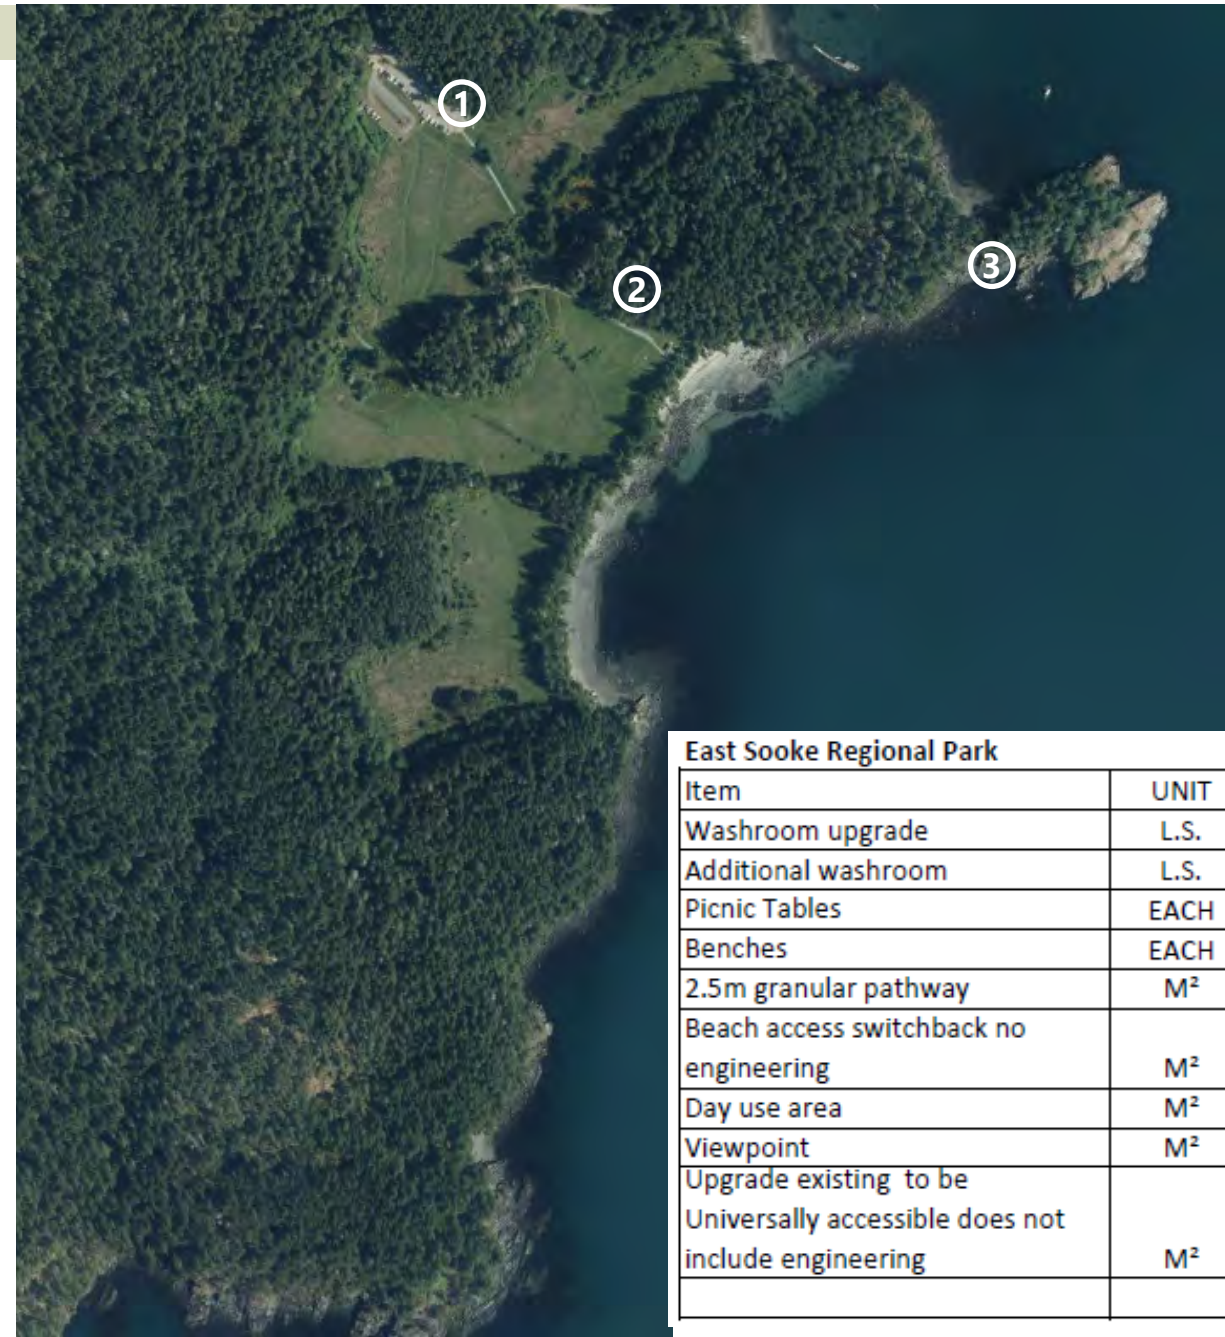 1
2
3
East Sooke Regional Park
Item UNIT
Washroom upgrade L.S.
Additional washroom L.S.
Picnic Tables EACH
Benches EACH
2.5m granular pathway M²
Beach access switchback no
engineering M²
Day use area M²
Viewpoint M²
Upgrade existing to be
Universally accessible does not
include engineering M²